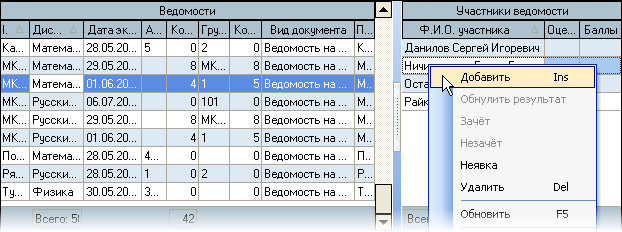 Ведомости
І. Дис... Дата эк... А... Ко... Гру... Ко... Вид документа П...
Ка... Матема... 28.05.20... 5 0 2 0 Ведомость на ... К...
МК... Матема... 29.05.20... 8 МК... 8 Ведомость на ... М...
МК... Матема... 01.06.20... 4 1 5 Ведомость на ... М...
МК... Русски... 06.07.20... 0 101 0 Ведомость на ... М...
МК... Русски... 29.05.20... 8 МК... 8 Ведомость на ... М...
МК... Русски... 01.06.20... 4 1 5 Ведомость на ... М...
По... Матема... 28.05.20... 4... 0 0 Ведомость на ... П...
Ря... Русски... 28.05.20... 1 0 2 0 Ведомость на ... Р...
Ту... Физика 30.05.20... 3... 0 0 Ведомость на ... Т...
Всего: 42
Участники ведомости
Ф.И.О. участника Оце... Баллы
Данилов Сергей Игоревич
Ничи
Оста
Райк
Добавить Ins
Обнулить результат
Зачёт
Незачёт
Неявка
Удалить Del
Обновить F5
Всего: 4